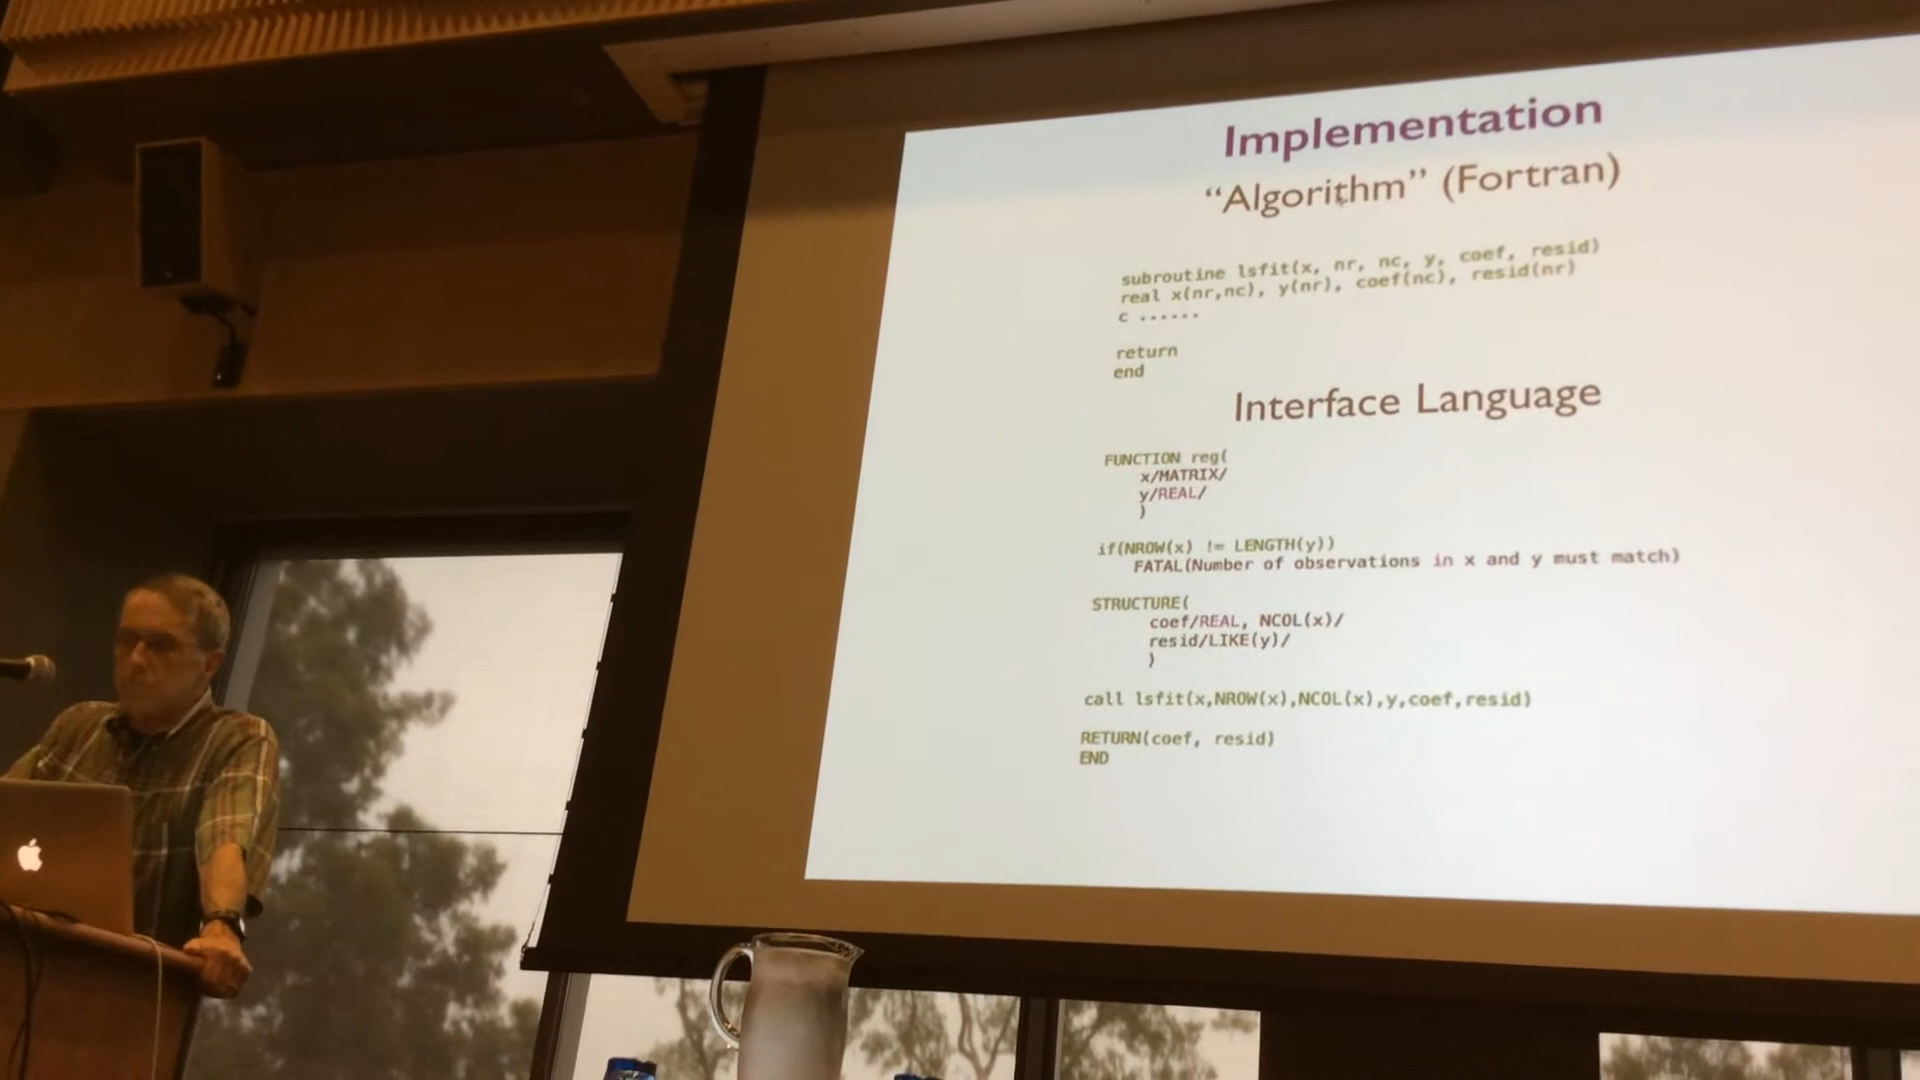 Implementation
“Algorithm” (Fortran)
subroutine lsfit(x, nr, nc, y, coef, resid)
real x(nr,nc), y(nr), coef(nc), resid(nr)
c ......
return
end
Interface Language
FUNCTION reg(
x/MATRIX/
y/REAL/
)
if(NROW(x) != LENGTH(y))
FATAL(Number of observations in x and y must match)
STRUCTURE(
coef/REAL, NCOL(x)/
resid/LIKE(y)/
)
call lsfit(x,NROW(x),NCOL(x),y,coef,resid)
RETURN(coef, resid)
END